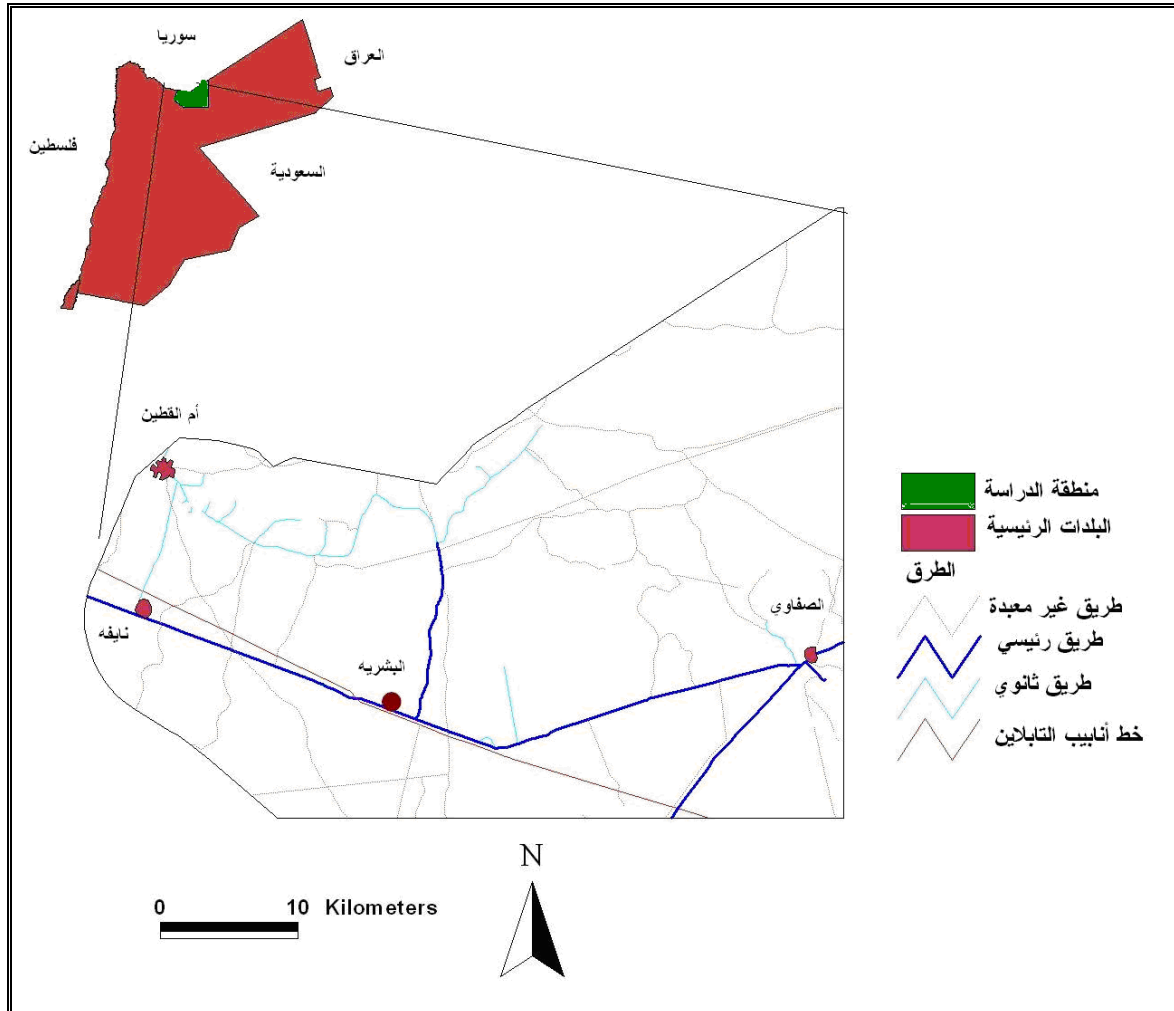 سوريا
العراق
فلسطين
السعودية
أم القطين
نايفه
البشريه
الصفاوي
منطقة الدراسة
البلدات الرئيسية
الطرق
طريق غير معبدة
طريق رئيسي
طريق ثانوي
خط أنابيب التابلاين
N
0 10 Kilometers